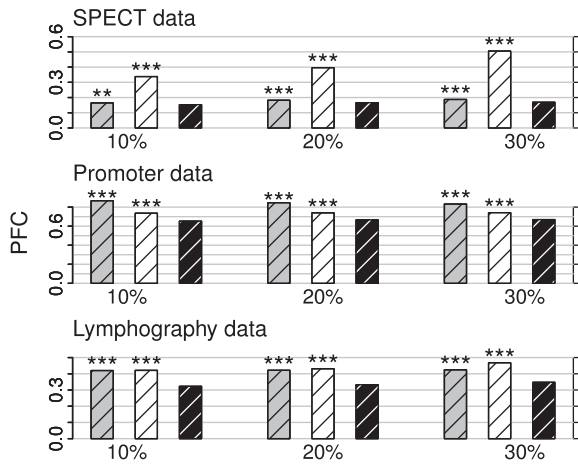 SPECT data
0.6
0.3
0.0
** *** *** *** *** ***
10% 20% 30%
Promoter data
PFC
0.6
0.0
*** *** *** *** *** ***
10% 20% 30%
Lymphography data
0.3
0.0
*** *** *** *** *** ***
10% 20% 30%